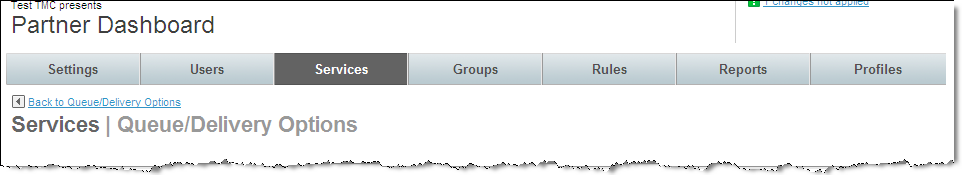 Test TMC presents
Partner Dashboard
1 changes not applied
Settings Users Services Groups Rules Reports Profiles
Back to Queue/Delivery Options
Services | Queue/Delivery Options